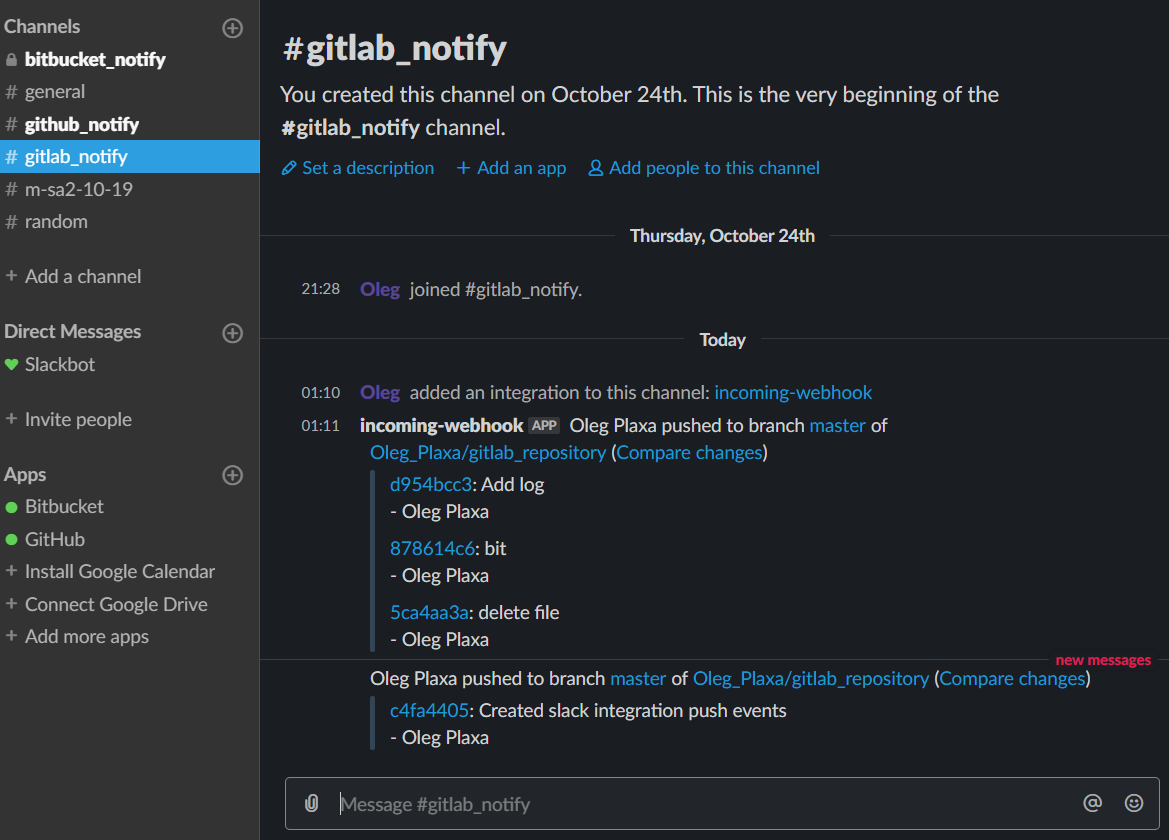 Channels
bitbucket_notify
# general
# github_notify
# gitlab_notify
# m-sa2-10-19
# random
+ Add a channel
Direct Messages
Slackbot
+ Invite people
Apps
Bitbucket
GitHub
+ Install Google Calendar
+ Connect Google Drive
+ Add more apps
#gitlab_notify
You created this channel on October 24th. This is the very beginning of the
#gitlab_notify channel.
Set a description + Add an app Add people to this channel
Thursday, October 24th
21:28 Oleg joined #gitlab_notify.
Today
01:10 Oleg added an integration to this channel: incoming-webhook
01:11 incoming-webhook APP Oleg Plaxa pushed to branch master of
Oleg_Plaxa/gitlab_repository (Compare changes)
d954bcc3: Add log
- Oleg Plaxa
878614c6: bit
- Oleg Plaxa
5ca4aa3a: delete file
- Oleg Plaxa
new messages
Oleg Plaxa pushed to branch master of Oleg_Plaxa/gitlab_repository (Compare changes)
c4fa4405: Created slack integration push events
- Oleg Plaxa
Message #gitlab_notify